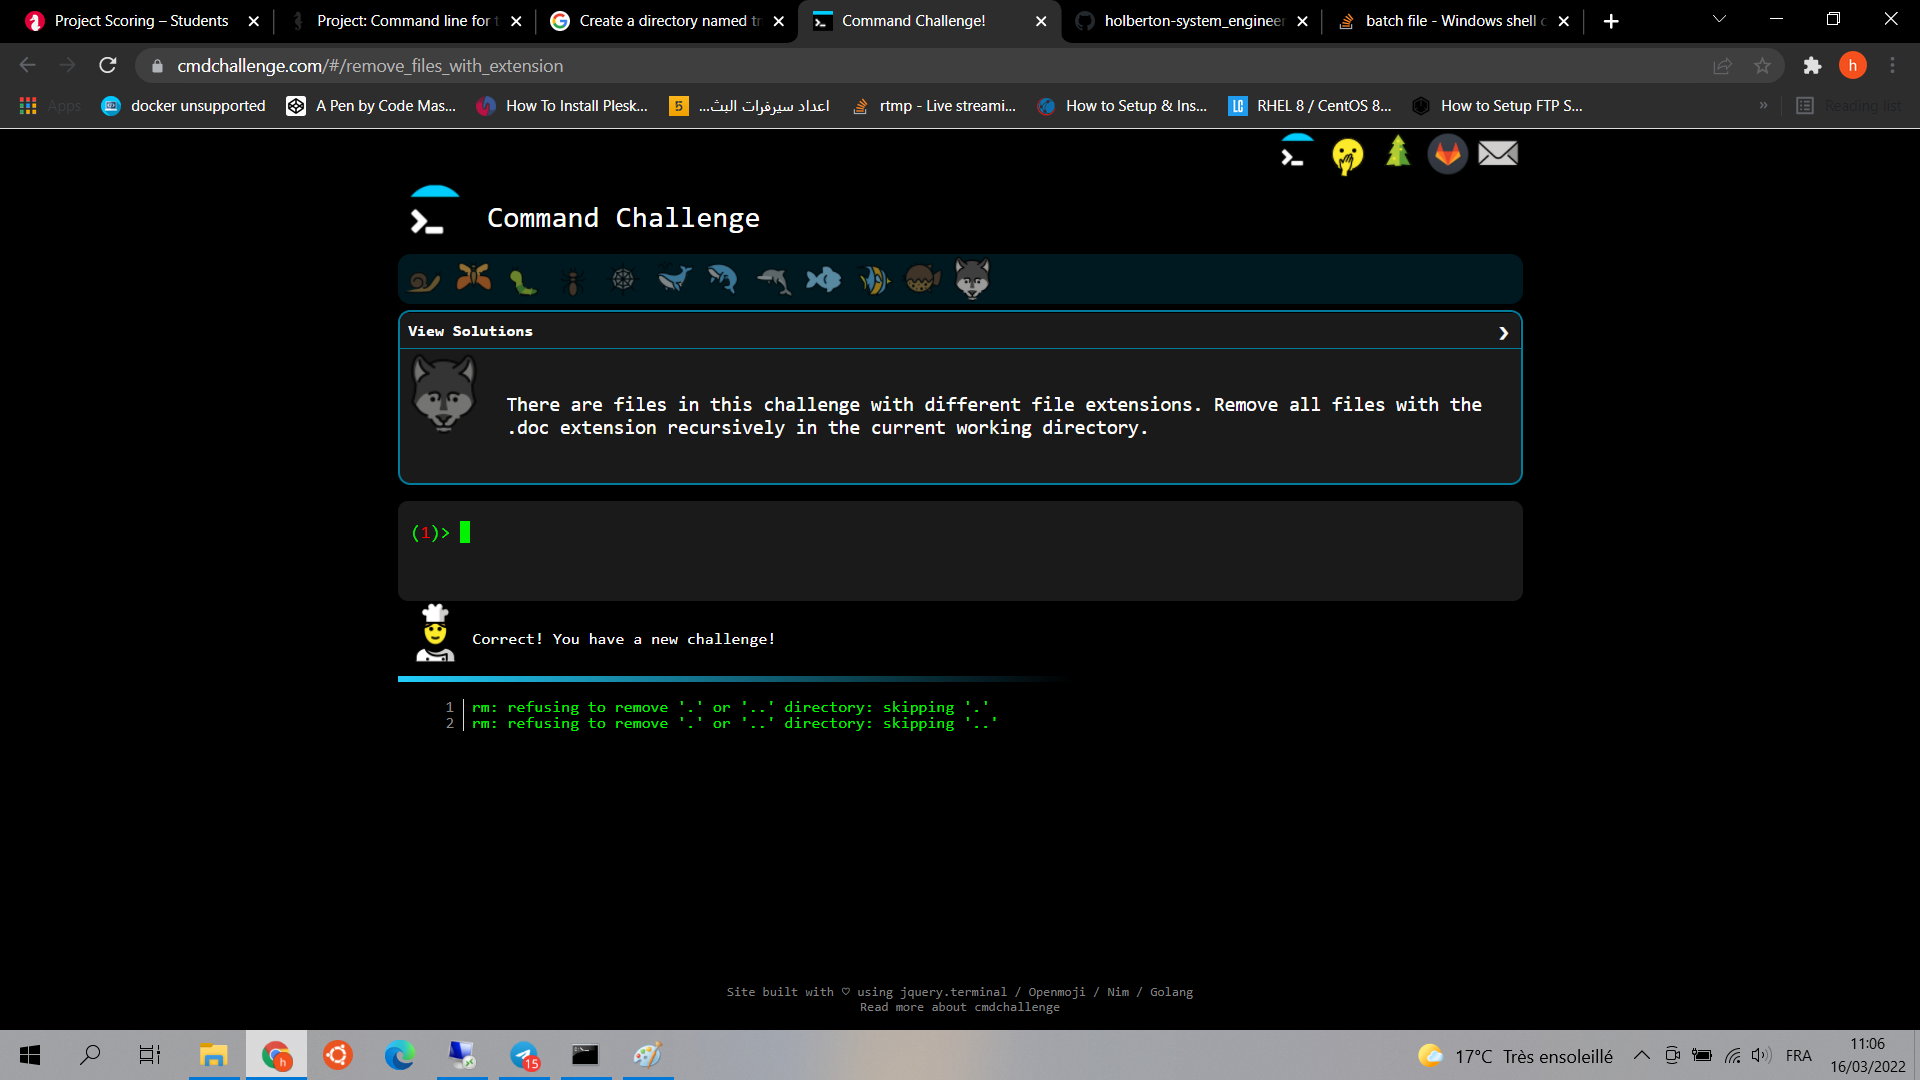 Project Scoring – Students
Project: Command line for t
Create a directory named tr
Command Challenge!
holberton-system_engineer
batch file - Windows shell c
cmdchallenge.com/#/remove_files_with_extension
h
Apps
docker unsupported
A Pen by Code Mas...
How To Install Plesk...
5
اعداد سيرفرات البث...
rtmp - Live streami...
How to Setup & Ins...
LC
RHEL 8 / CentOS 8...
How to Setup FTP S...
»
Reading list
Command Challenge
View Solutions
There are files in this challenge with different file extensions. Remove all files with the
.doc extension recursively in the current working directory.
(1)>
Correct! You have a new challenge!
1 rm: refusing to remove '.' or '..' directory: skipping '.'
2 rm: refusing to remove '.' or '..' directory: skipping '..'
Site built with ♡ using jquery.terminal / Openmoji / Nim / Golang
Read more about cmdchallenge
h
15
17°C Très ensoleillé
FRA
11:06
16/03/2022